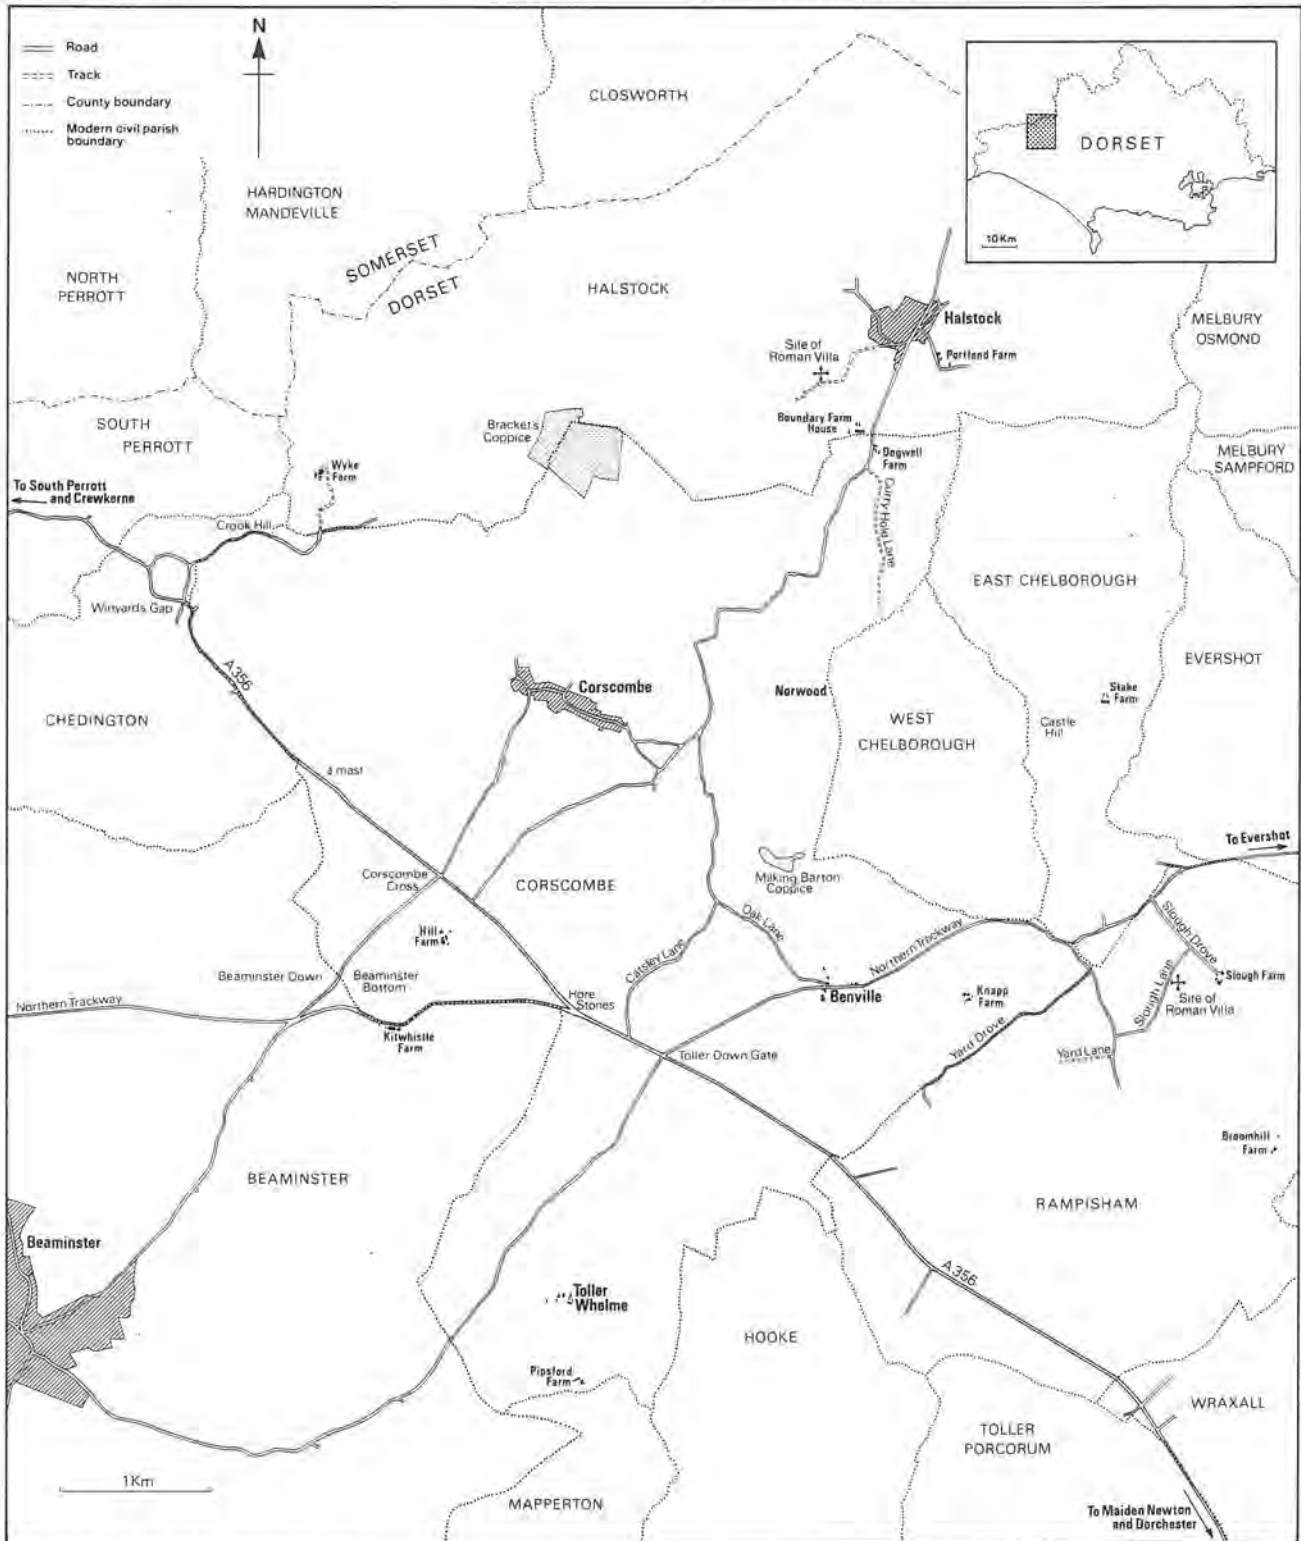 N
Road
Track
County boundary
Modern civil parish
boundary
CLOSWORTH
DORSET
10Km
HARDINGTON
MANDEVILLE
SOMERSET
DORSET
NORTH
PERROTT
HALSTOCK
Halstock
MELBURY
OSMOND
Site of
Roman Villa
Portland Farm
SOUTH
PERROTT
Bracket's
Coppice
Boundary Farm
House
Dogwell
Farm
MELBURY
SAMPFORD
Wyke
Farm
To South Perrott
and Crewkerne
Crook Hill
Curry Hole Lane
EAST CHELBOROUGH
Winyards Gap
A356
EVERSHOT
Corscombe
Norwood
Stake
Farm
CHEDINGTON
WEST
CHELBOROUGH
Castle
Hill
mast
To Evershot
Corscombe
Cross
CORSCOMBE
Milking Barton
Coppice
Oak Lane
Slough Drove
Hill
Farm
Catsley Lane
Northern Trackway
Beaminster Down
Beaminster
Bottom
Slough Farm
Northern Trackway
Hore
Stones
Benville
Knapp
Farm
Slough Lane
Site of
Roman Villa
Kitwhistle
Farm
Yard Drove
Toller Down Gate
Yard Lane
Broomhill
Farm
BEAMINSTER
RAMPISHAM
Beaminster
A356
Toller
Whelme
HOOKE
Pipsford
Farm
WRAXALL
TOLLER
PORCORUM
1Km
MAPPERTON
To Maiden Newton
and Dorchester